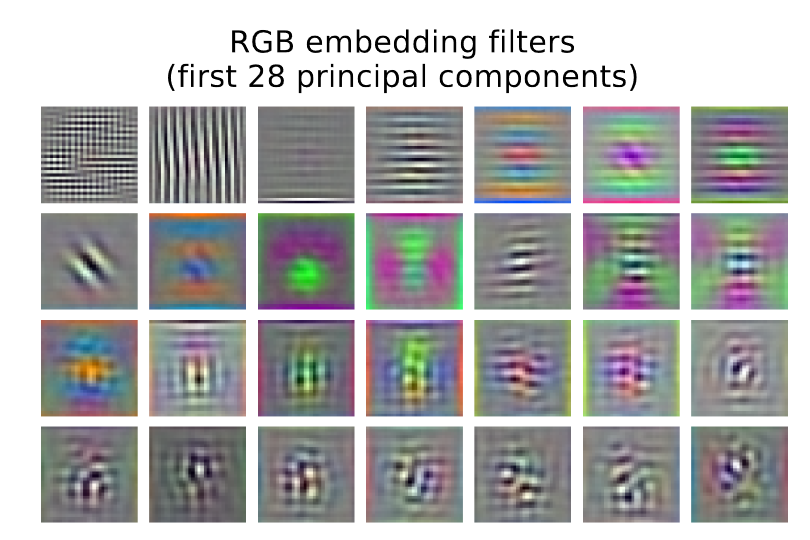 RGB embedding filters
(first 28 principal components)